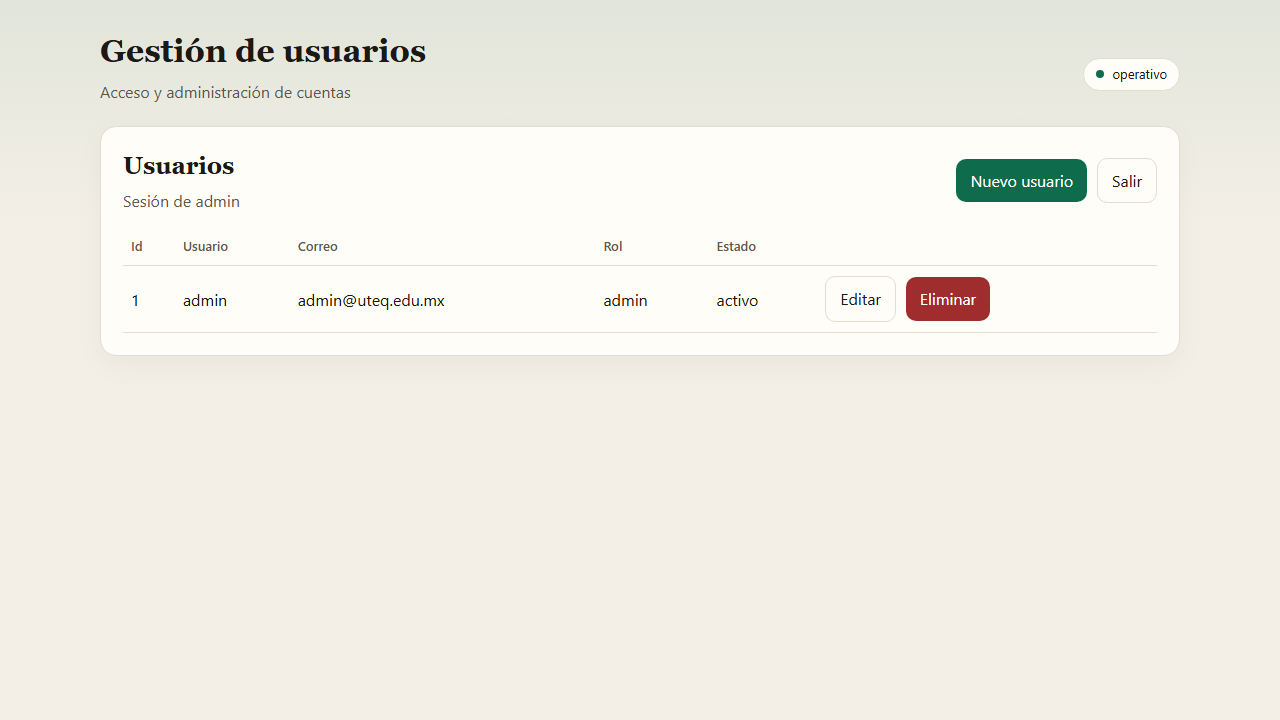 Gestión de usuarios
Acceso y administración de cuentas
operativo
Usuarios
Sesión de admin
Nuevo usuario Salir
Id Usuario Correo Rol Estado
1 admin admin@uteq.edu.mx admin activo Editar Eliminar